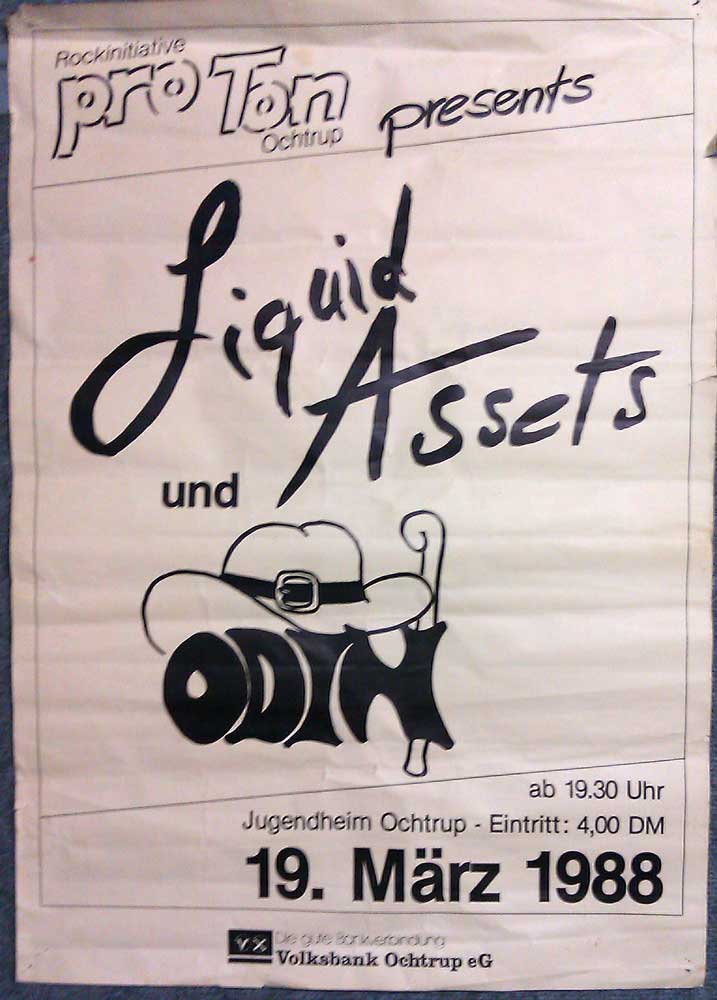 Rockinitiative
pro Ton
Ochtrup
presents
Liquid
Assets
und
ODIN
ab 19.30 Uhr
Jugendheim Ochtrup - Eintritt: 4,00 DM
19. März 1988
Die gute Bankverbindung
Volksbank Ochtrup eG